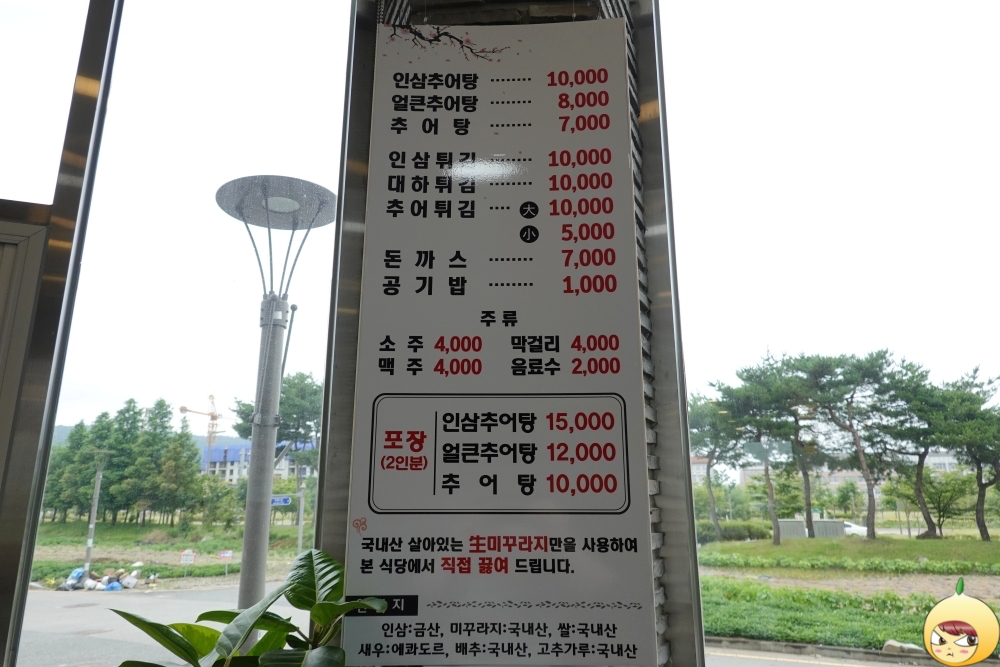 인삼추어탕 ········ 10,000
얼큰추어탕 ········ 8,000
추 어 탕 ········ 7,000
인 삼 튀 김 ········ 10,000
대 하 튀 김 ········ 10,000
추 어 튀 김 ···· 大 10,000
小 5,000
돈 까 스 ········ 7,000
공 기 밥 ········ 1,000
주 류
소 주 4,000 막걸리 4,000
맥 주 4,000 음료수 2,000
포장
(2인분)
인삼추어탕 15,000
얼큰추어탕 12,000
추 어 탕 10,000
국내산 살아있는 生미꾸라지만을 사용하여
본 식당에서 직접 끓여 드립니다.
지
인삼:금산, 미꾸라지:국내산, 쌀:국내산
새우:에콰도르, 배추:국내산, 고추가루:국내산